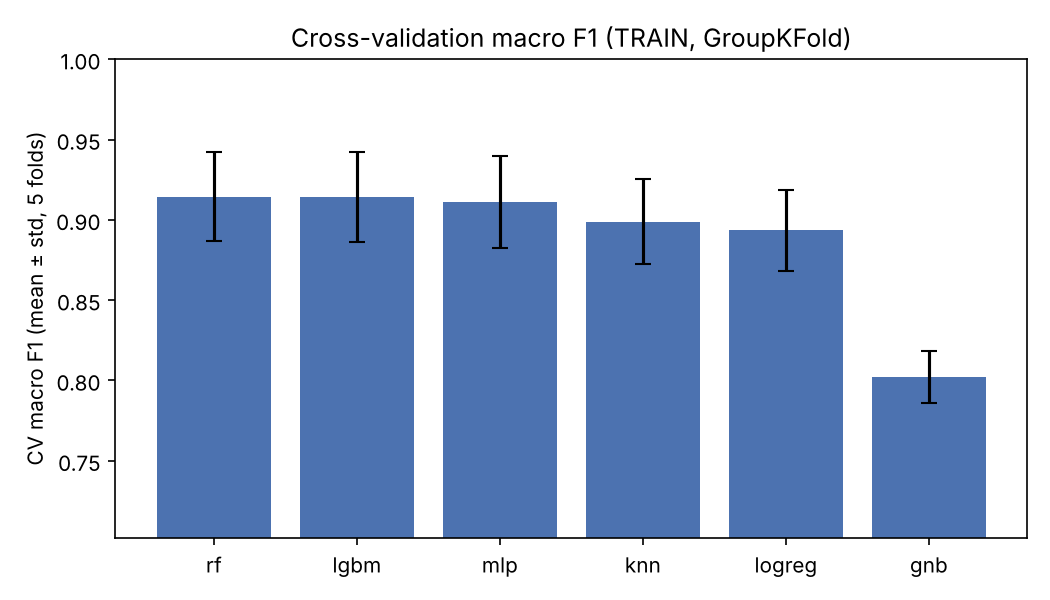 Cross-validation macro F1 (TRAIN, GroupKFold)
CV macro F1 (mean ± std, 5 folds)
1.00
0.95
0.90
0.85
0.80
0.75
rf lgbm mlp knn logreg gnb